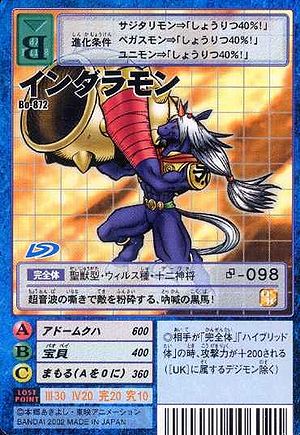 サジタリモン⇒「しょうりつ40%!」
進化条件 ペガスモン⇒「しょうりつ40%!」
ユニモン⇒「しょうりつ40%!」
インダラモン
Bo-872
完全体 聖獣型・ウィルス種・十二神将
-098
超音波の嘶きで敵を粉砕する、吶喊の黒馬!
A アドームクハ 600
B 宝貝 400
C まもる(Aを0に) 360
○相手が「完全体」「ハイブリッド
体」の時、攻撃力が+200される
(「UK」に属するデジモン除く)
LOST POINT Ⅲ30 Ⅳ20 完20 究10
©本郷あきよし・東映アニメーション
BANDAI 2002 MADE IN JAPAN